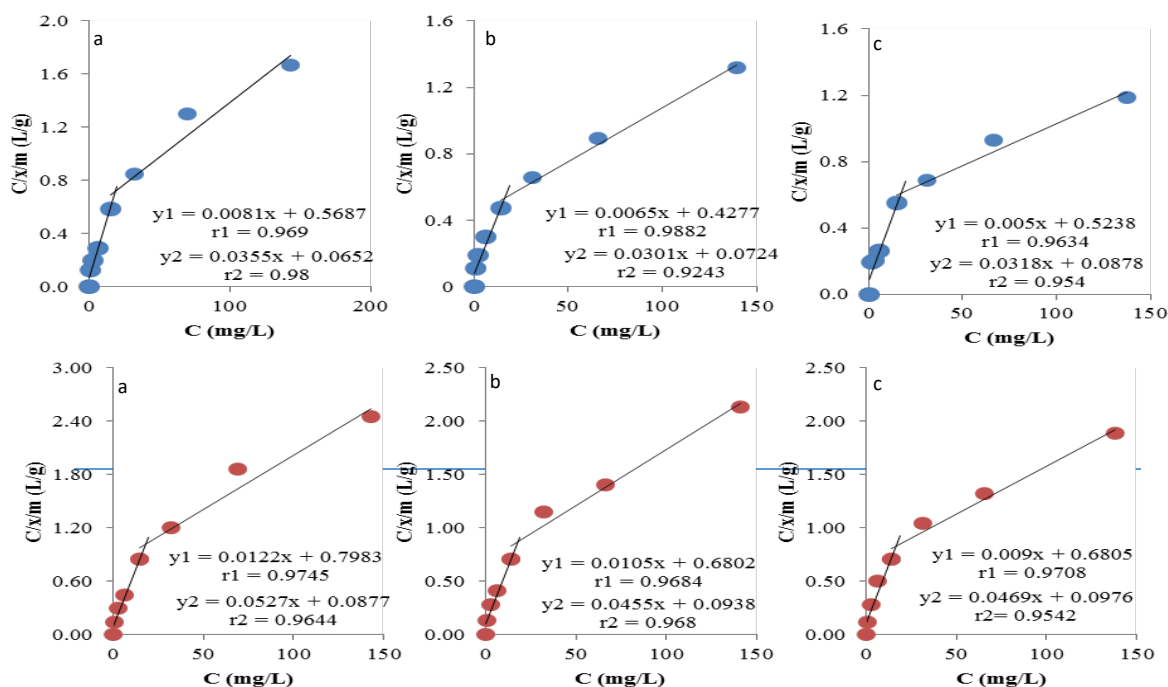 a
2.0
1.6
1.2
0.8
0.4
0.0
C/x/m (L/g)
y1 = 0.0081x + 0.5687
r1 = 0.969
y2 = 0.0355x + 0.0652
r2 = 0.98
0 100 200
C (mg/L)
b
1.6
1.2
0.8
0.4
0.0
C/x/m (L/g)
y1 = 0.0065x + 0.4277
r1 = 0.9882
y2 = 0.0301x + 0.0724
r2 = 0.9243
0 50 100 150
C (mg/L)
c
1.6
1.2
0.8
0.4
0.0
C/x/m (L/g)
y1 = 0.005x + 0.5238
r1 = 0.9634
y2 = 0.0318x + 0.0878
r2 = 0.954
0 50 100 150
C (mg/L)
a
3.00
2.40
1.80
1.20
0.60
0.00
C/x/m (L/g)
y1 = 0.0122x + 0.7983
r1 = 0.9745
y2 = 0.0527x + 0.0877
r2 = 0.9644
0 50 100 150
C (mg/L)
b
2.50
2.00
1.50
1.00
0.50
0.00
C/x/m (L/g)
y1 = 0.0105x + 0.6802
r1 = 0.9684
y2 = 0.0455x + 0.0938
r2 = 0.968
0 50 100 150
C (mg/L)
c
2.50
2.00
1.50
1.00
0.50
0.00
C/x/m (L/g)
y1 = 0.009x + 0.6805
r1 = 0.9708
y2 = 0.0469x + 0.0976
r2= 0.9542
0 50 100 150
C (mg/L)